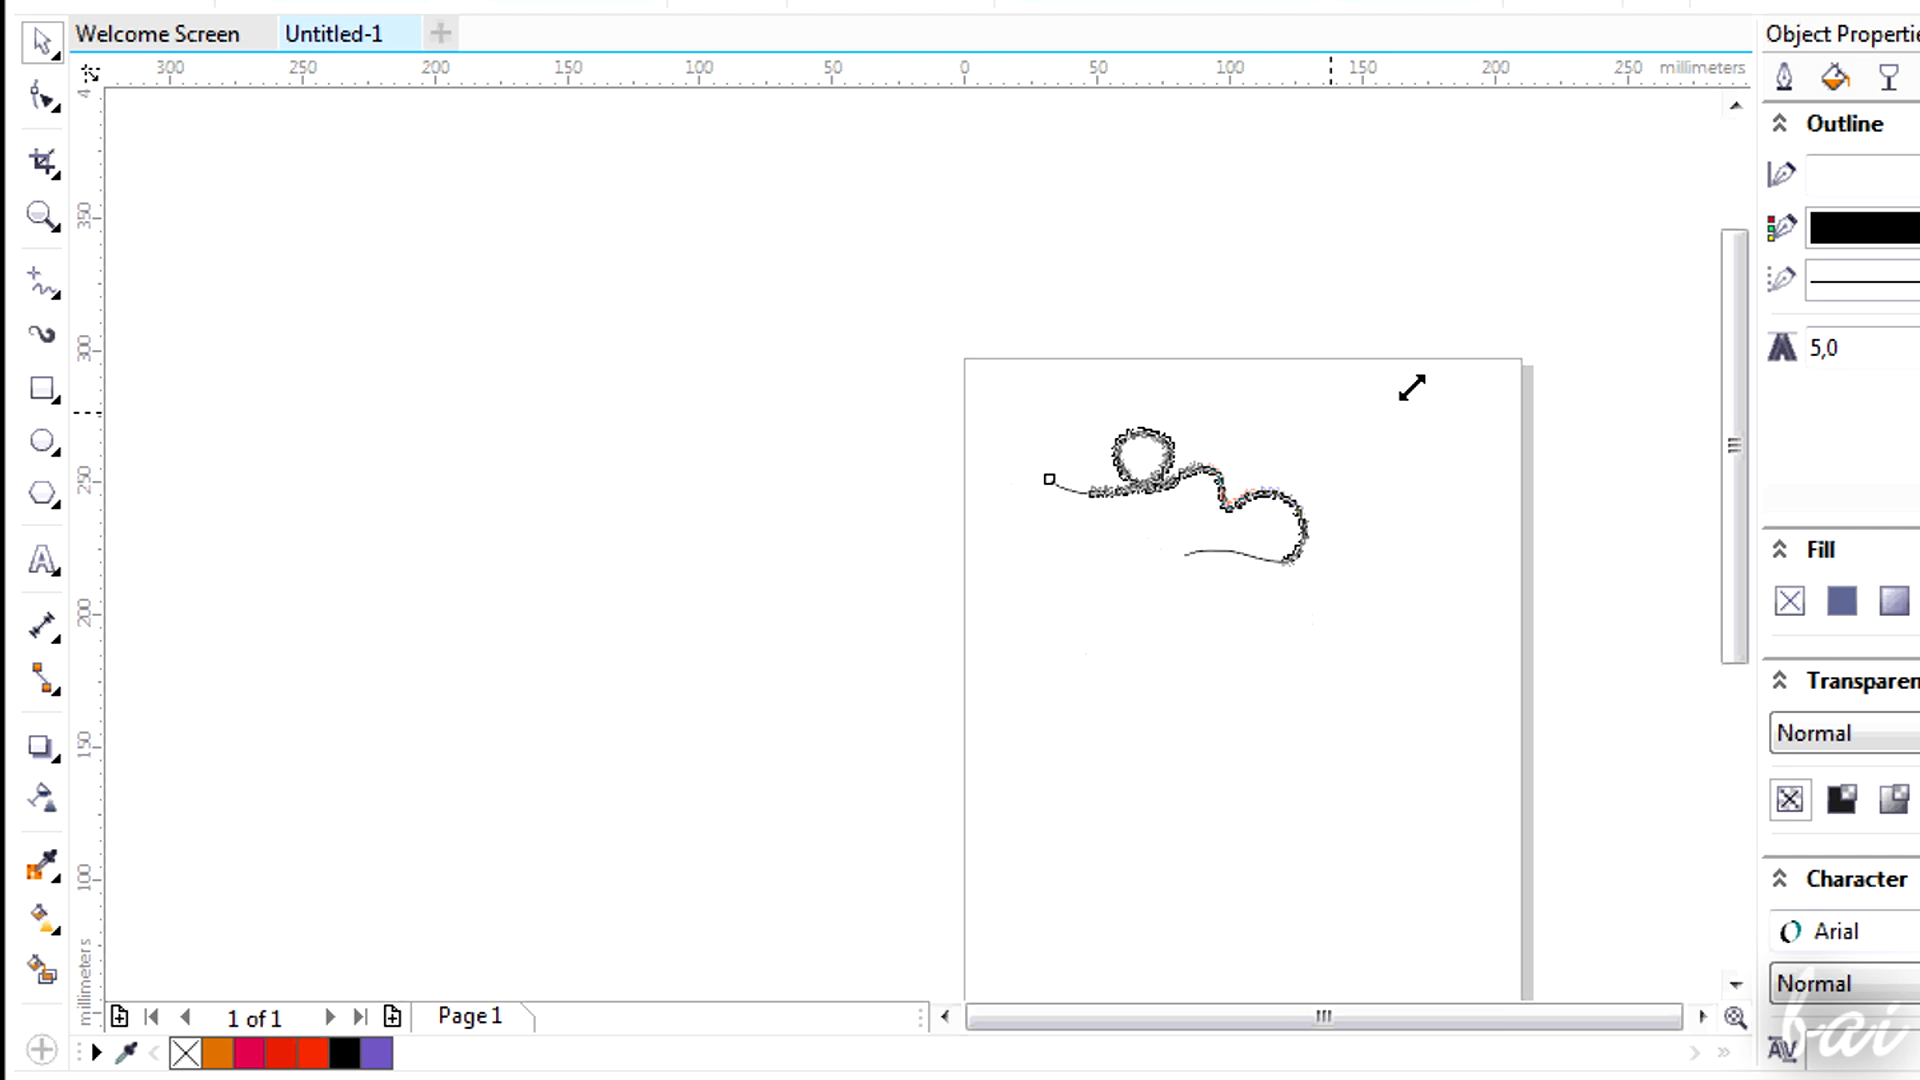 Welcome Screen
Untitled-1
Object Properti
300 250 200 150 100 50 0 50 100 150 200 250 millimeters
Outline
350
300
5,0
250
Fill
200
Transparen
150
Normal
100
Character
Arial
Normal
millimeters
1 of 1
Page 1
bai